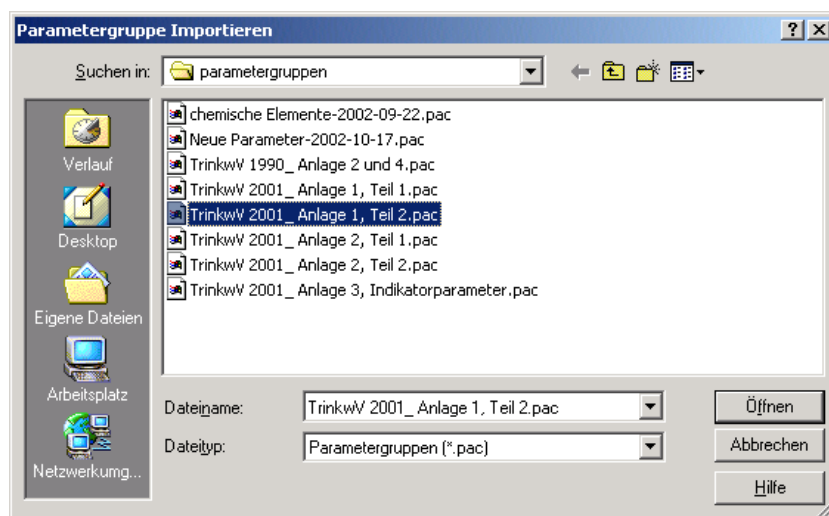 Parametergruppe Importieren
Suchen in: parametergruppen
chemische Elemente-2002-09-22.pac
Neue Parameter-2002-10-17.pac
TrinkwV 1990_ Anlage 2 und 4.pac
TrinkwV 2001_ Anlage 1, Teil 1.pac
TrinkwV 2001_ Anlage 1, Teil 2.pac
TrinkwV 2001_ Anlage 2, Teil 1.pac
TrinkwV 2001_ Anlage 2, Teil 2.pac
TrinkwV 2001_ Anlage 3, Indikatorparameter.pac
Verlauf
Desktop
Eigene Dateien
Arbeitsplatz
Netzwerkumg...
Dateiname: TrinkwV 2001_ Anlage 1, Teil 2.pac Öffnen
Dateityp: Parametergruppen (*.pac) Abbrechen
Hilfe